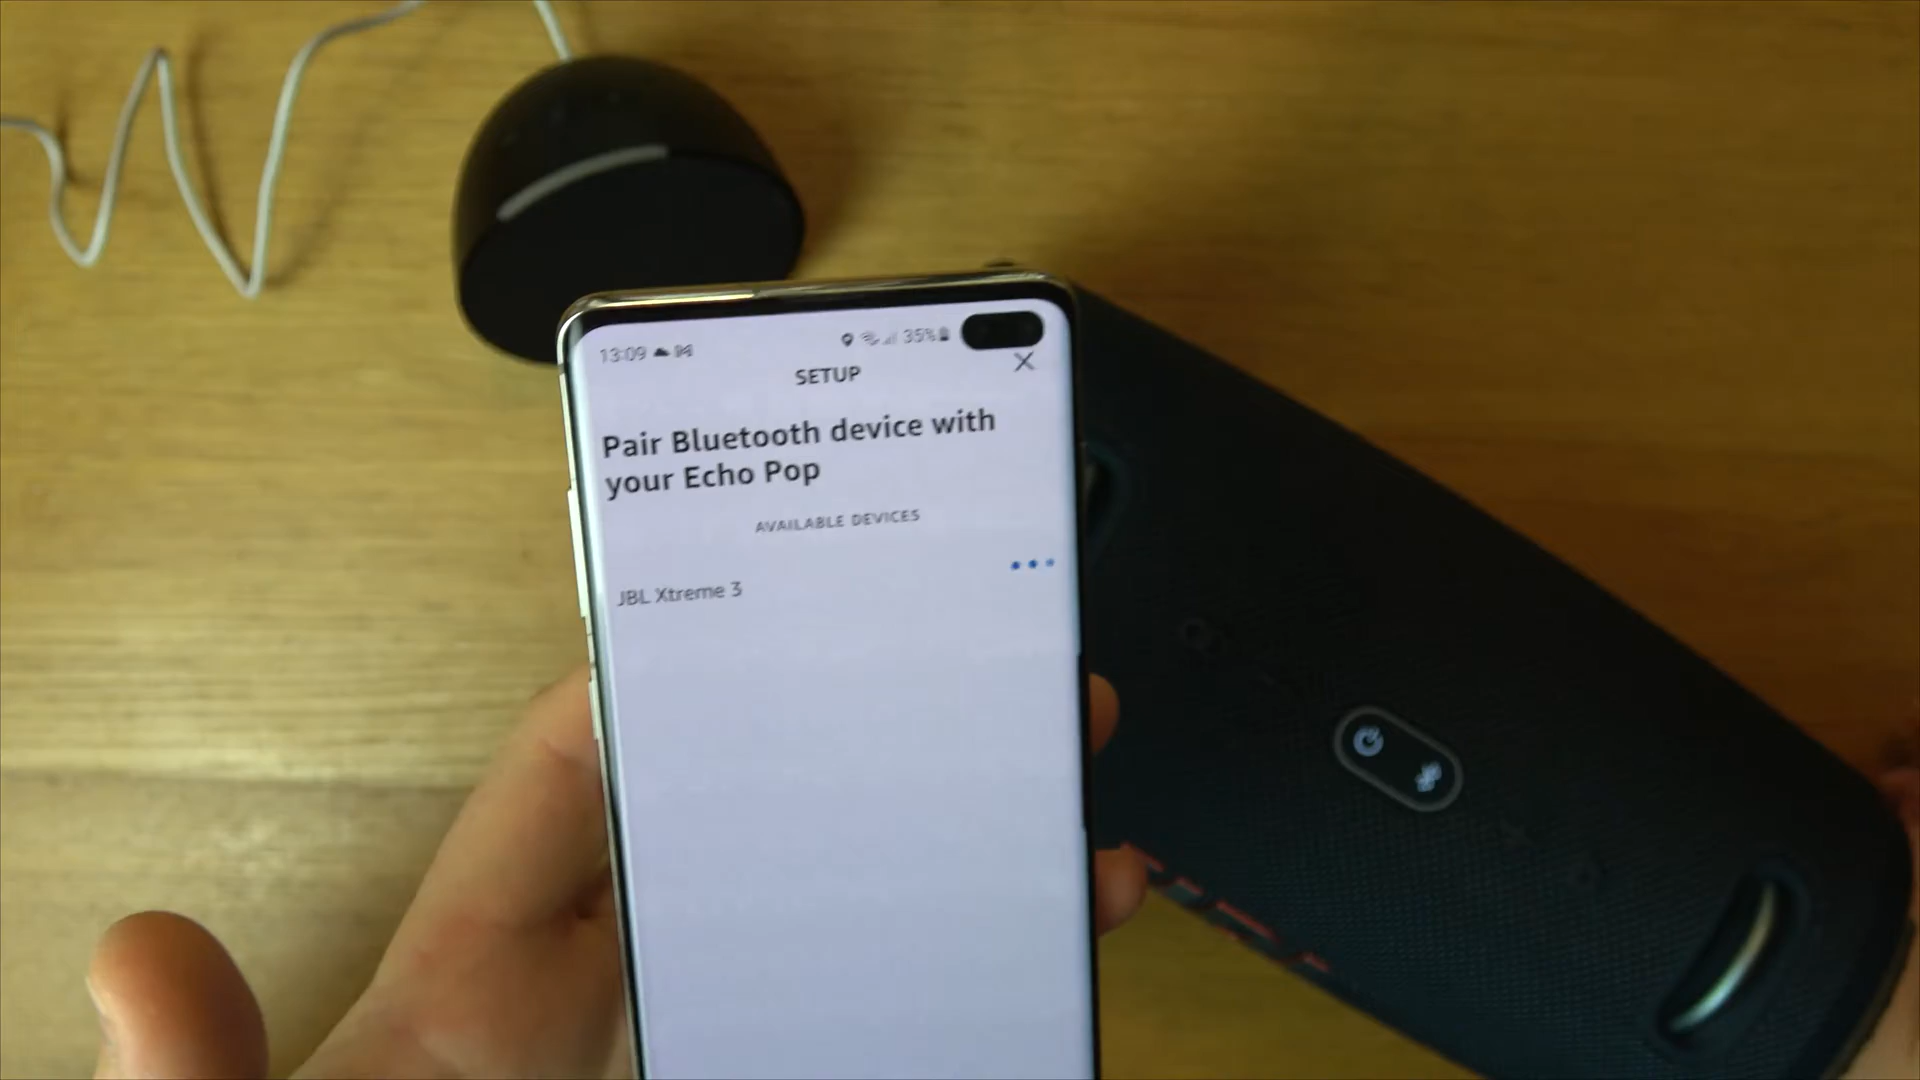 13:09 35%
SETUP
Pair Bluetooth device with
your Echo Pop
AVAILABLE DEVICES
JBL Xtreme 3